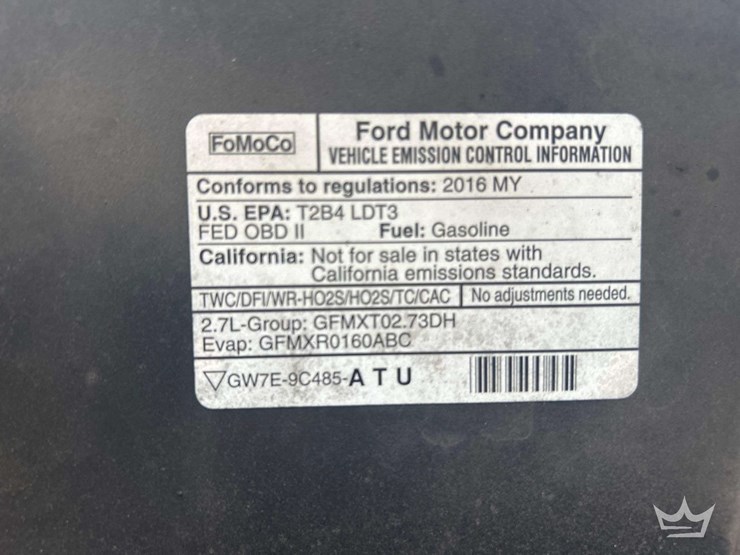 FoMoCo
Ford Motor Company
VEHICLE EMISSION CONTROL INFORMATION
Conforms to regulations: 2016 MY
U.S. EPA: T2B4 LDT3
FED OBD II Fuel: Gasoline
California: Not for sale in states with
California emissions standards.
TWC/DFI/WR-HO2S/HO2S/TC/CAC No adjustments needed.
2.7L-Group: GFMXT02.73DH
Evap: GFMXR0160ABC
GW7E-9C485-A T U